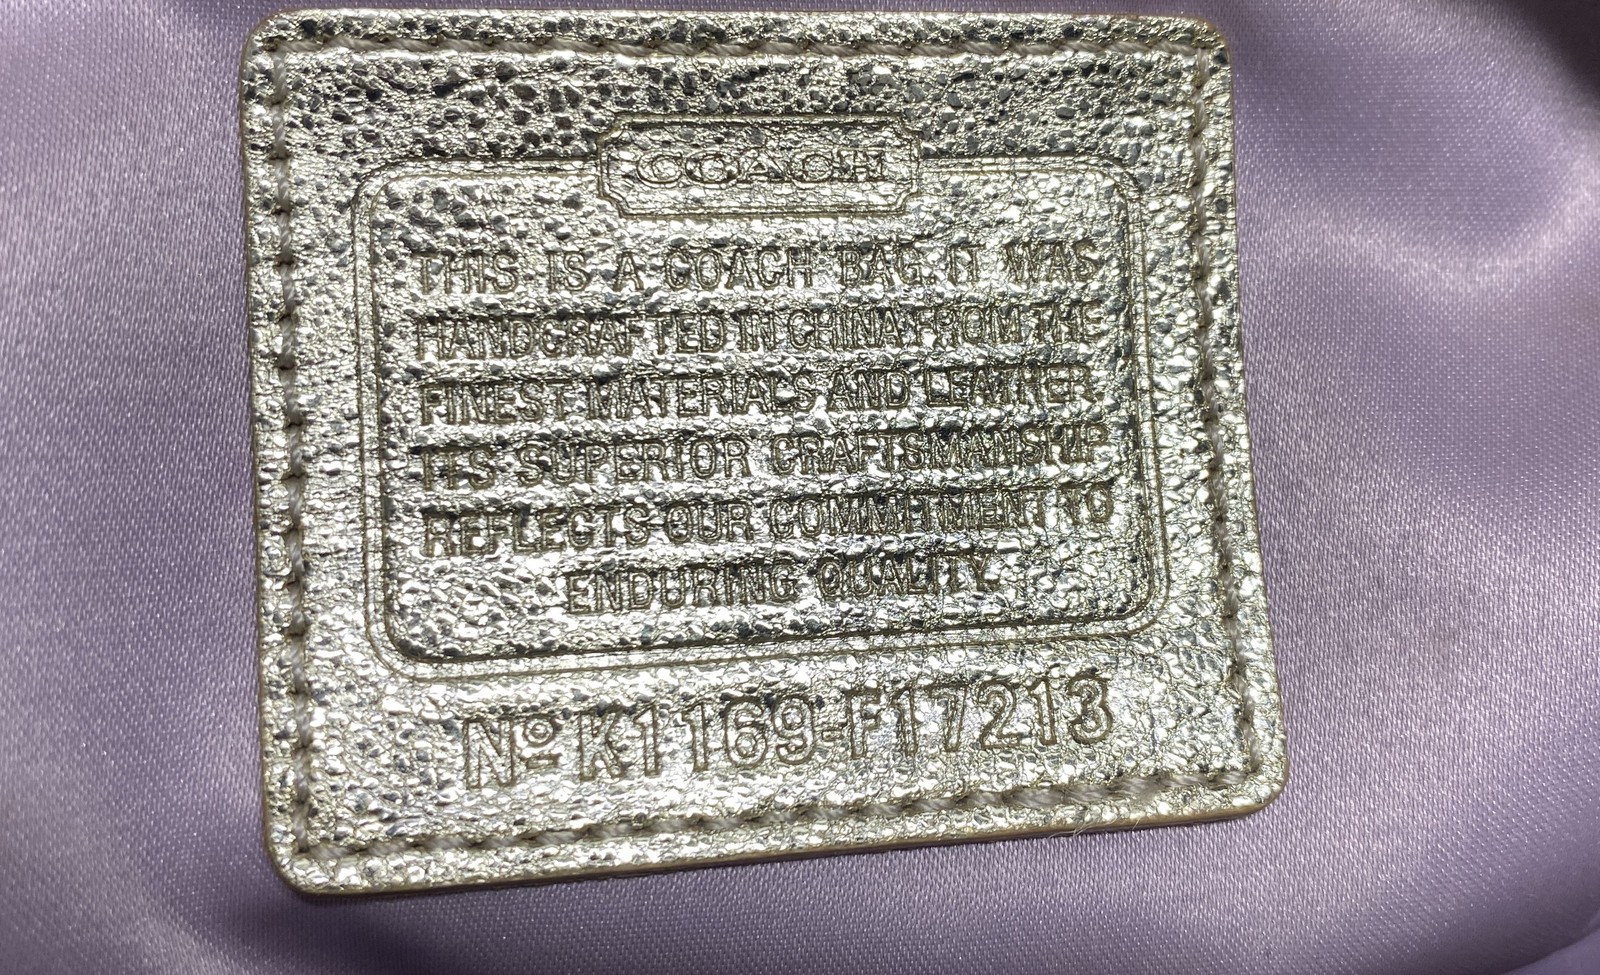 COACH
THIS IS A COACH BAG. IT WAS
HANDCRAFTED IN CHINA FROM THE
FINEST MATERIALS AND LEATHER.
ITS SUPERIOR CRAFTSMANSHIP
REFLECTS OUR COMMITMENT TO
ENDURING QUALITY.
Nº K1169-F17213